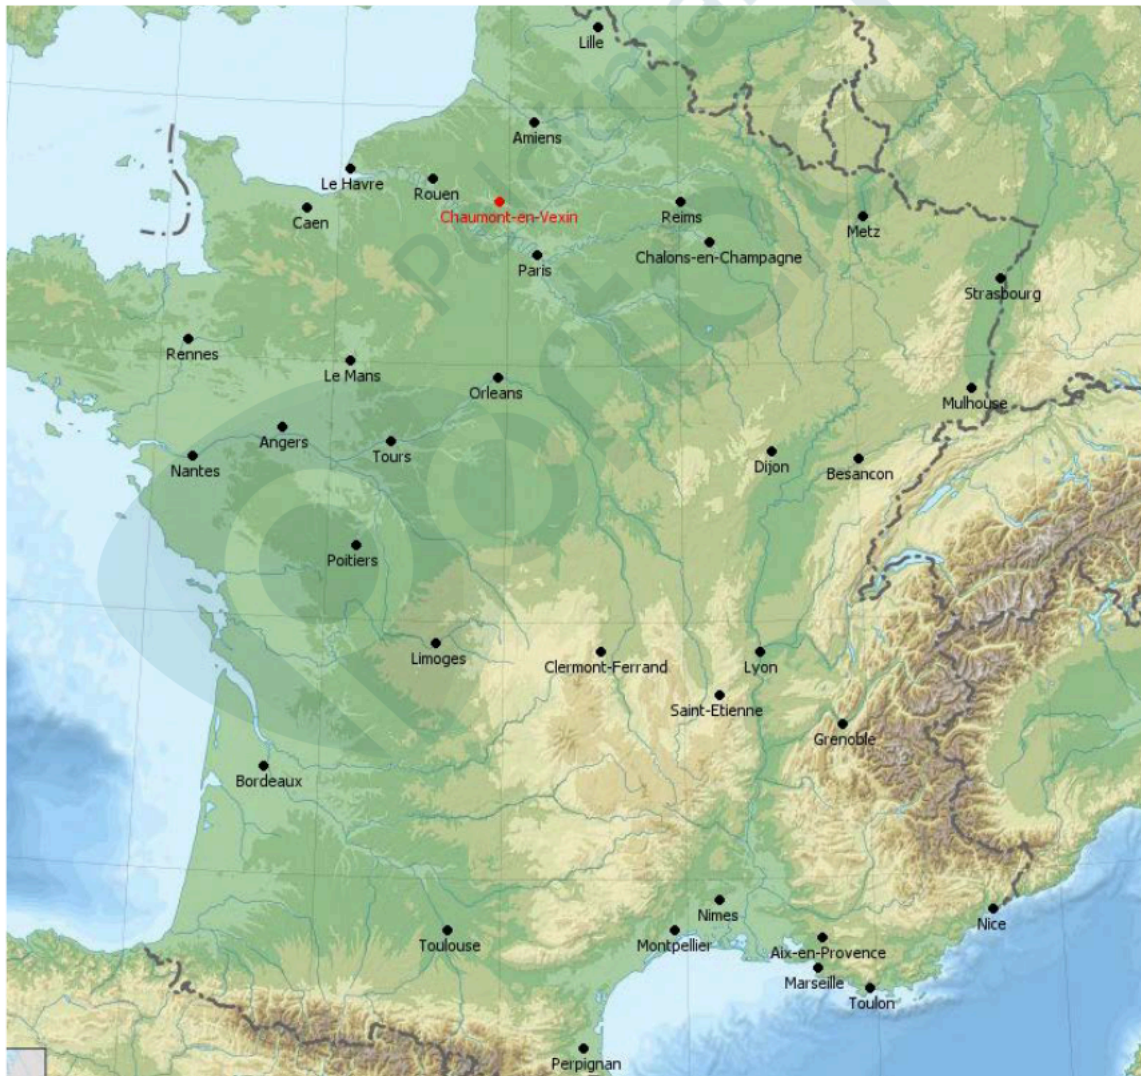 Lille
Amiens
Le Havre
Rouen
Caen
Chaumont-en-Vexin
Reims
Metz
Paris
Chalons-en-Champagne
Strasbourg
Rennes
Le Mans
Orleans
Mulhouse
Angers
Nantes
Tours
Dijon
Besancon
Poitiers
Limoges
Clermont-Ferrand
Lyon
Saint-Etienne
Grenoble
Bordeaux
Nimes
Nice
Toulouse
Montpellier
Aix-en-Provence
Marseille
Toulon
Perpignan